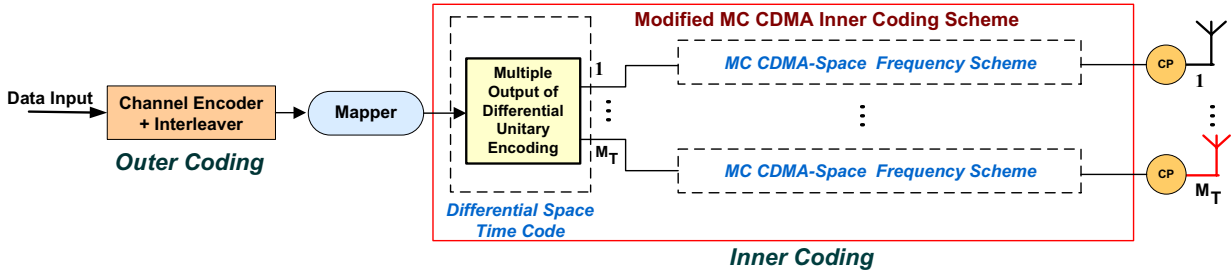 Modified MC CDMA Inner Coding Scheme
Data Input
Channel Encoder
+ Interleaver
Outer Coding
Mapper
Multiple
Output of
Differential
Unitary
Encoding
Differential Space
Time Code
1
M_T
MC CDMA-Space Frequency Scheme
MC CDMA-Space Frequency Scheme
CP
1
CP
M_T
Inner Coding